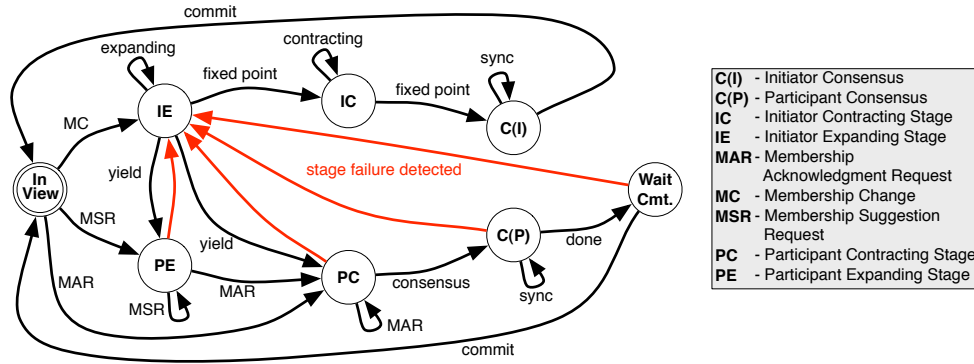 commit
expanding
contracting
sync
fixed point
IE
IC
fixed point
C(I)
MC
stage failure detected
In
View
yield
Wait
Cmt.
MSR
yield
C(P)
done
PE
PC
MAR
MAR
consensus
sync
MSR
MAR
commit
C(I) - Initiator Consensus
C(P) - Participant Consensus
IC - Initiator Contracting Stage
IE - Initiator Expanding Stage
MAR - Membership
Acknowledgment Request
MC - Membership Change
MSR - Membership Suggestion
Request
PC - Participant Contracting Stage
PE - Participant Expanding Stage